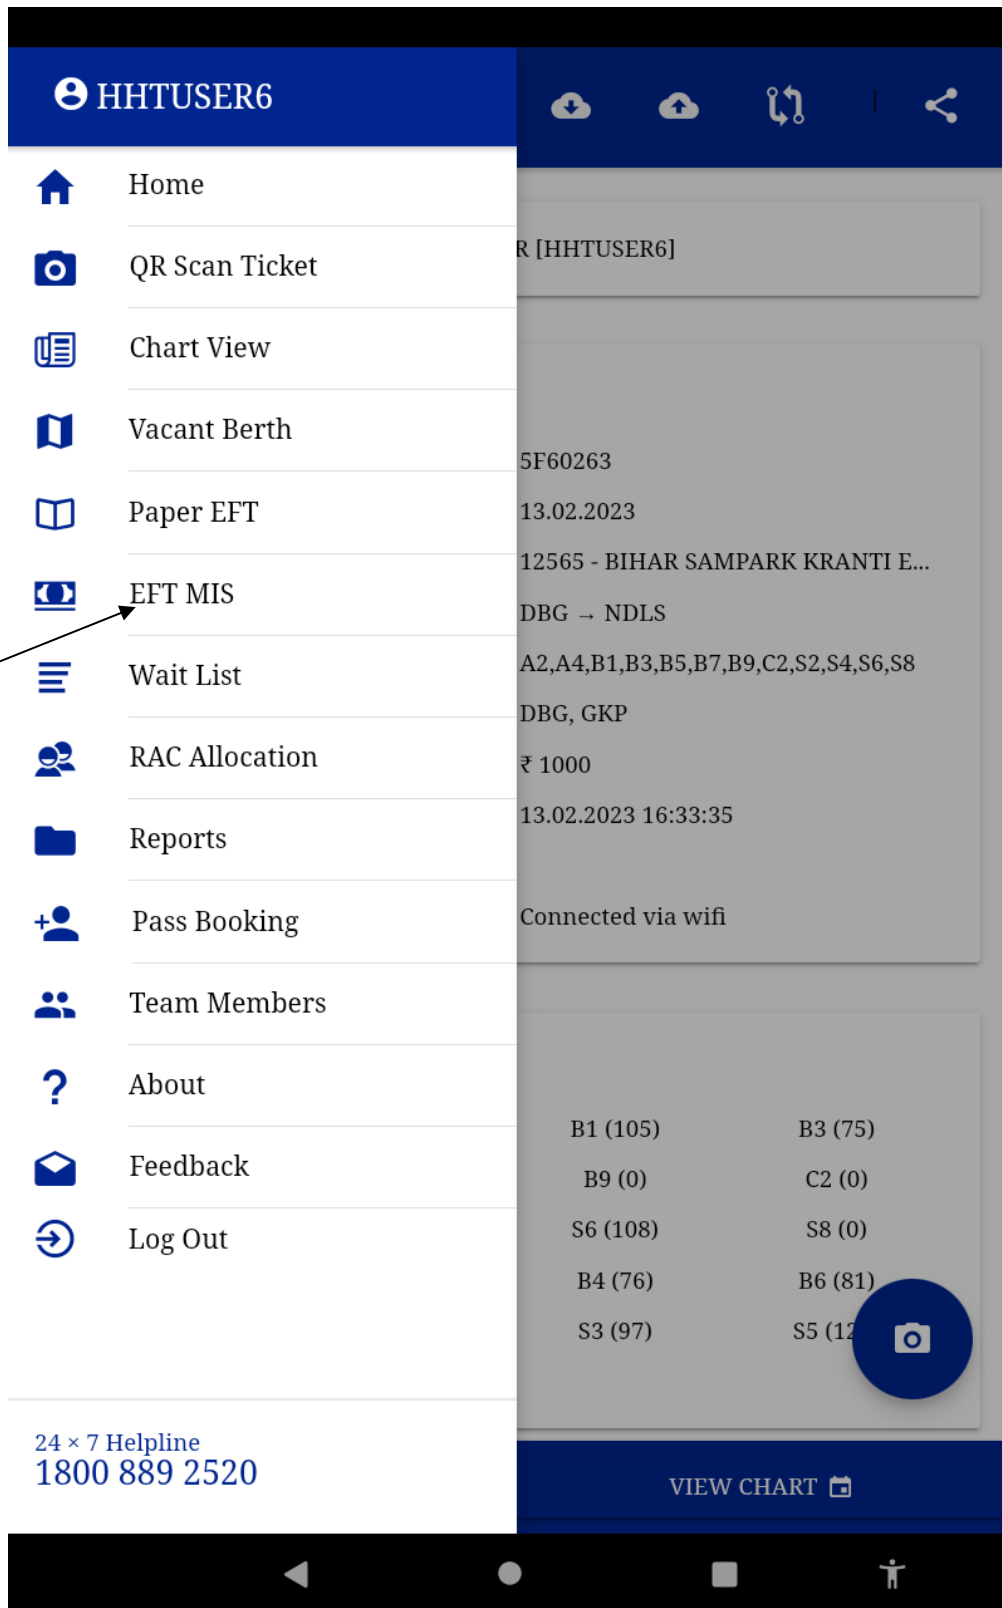 HHTUSER6
Home
QR Scan Ticket
Chart View
Vacant Berth
Paper EFT
EFT MIS
Wait List
RAC Allocation
Reports
Pass Booking
Team Members
About
Feedback
Log Out
24 × 7 Helpline
1800 889 2520
R [HHTUSER6]
5F60263
13.02.2023
12565 - BIHAR SAMPARK KRANTI E...
DBG → NDLS
A2,A4,B1,B3,B5,B7,B9,C2,S2,S4,S6,S8
DBG, GKP
₹ 1000
13.02.2023 16:33:35
Connected via wifi
B1 (105) B3 (75)
B9 (0) C2 (0)
S6 (108) S8 (0)
B4 (76) B6 (81)
S3 (97) S5 (12
VIEW CHART